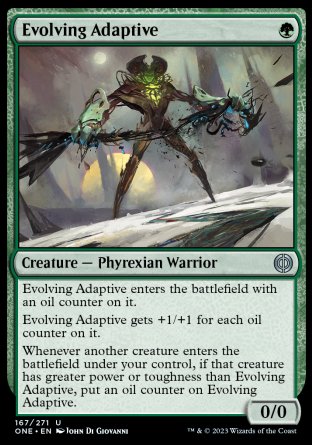 Evolving Adaptive
Creature — Phyrexian Warrior
Evolving Adaptive enters the battlefield with
an oil counter on it.
Evolving Adaptive gets +1/+1 for each oil
counter on it.
Whenever another creature enters the
battlefield under your control, if that creature
has greater power or toughness than Evolving
Adaptive, put an oil counter on Evolving
Adaptive.
0/0
167/271 U
ONE • EN John Di Giovanni
™ & © 2023 Wizards of the Coast